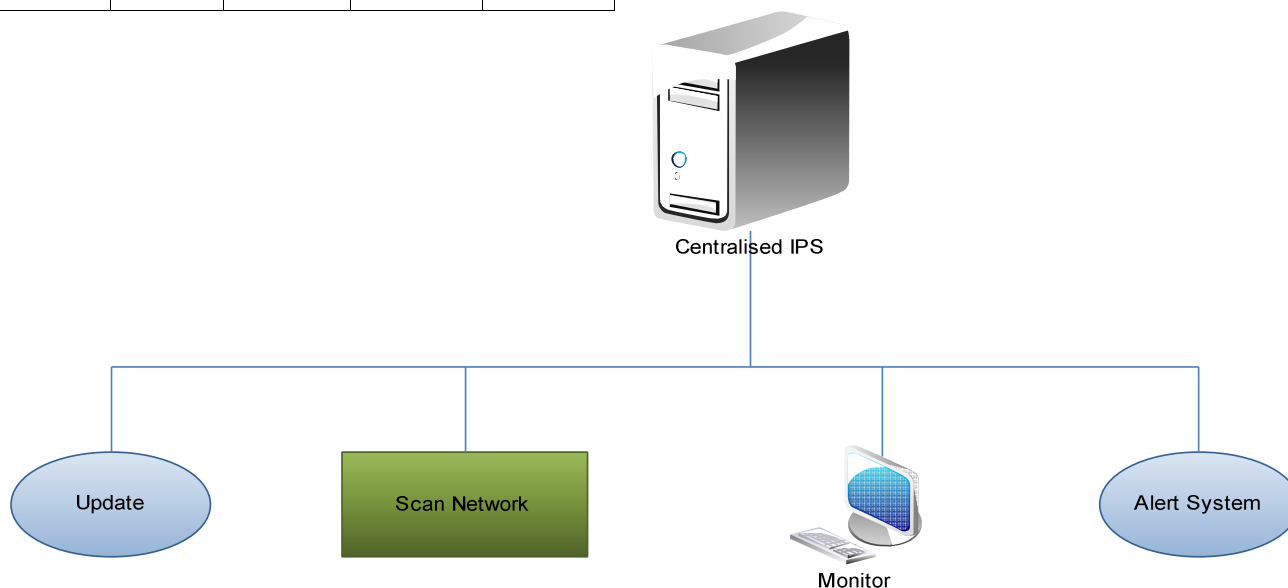 Centralised IPS
Update
Scan Network
Alert System
Monitor